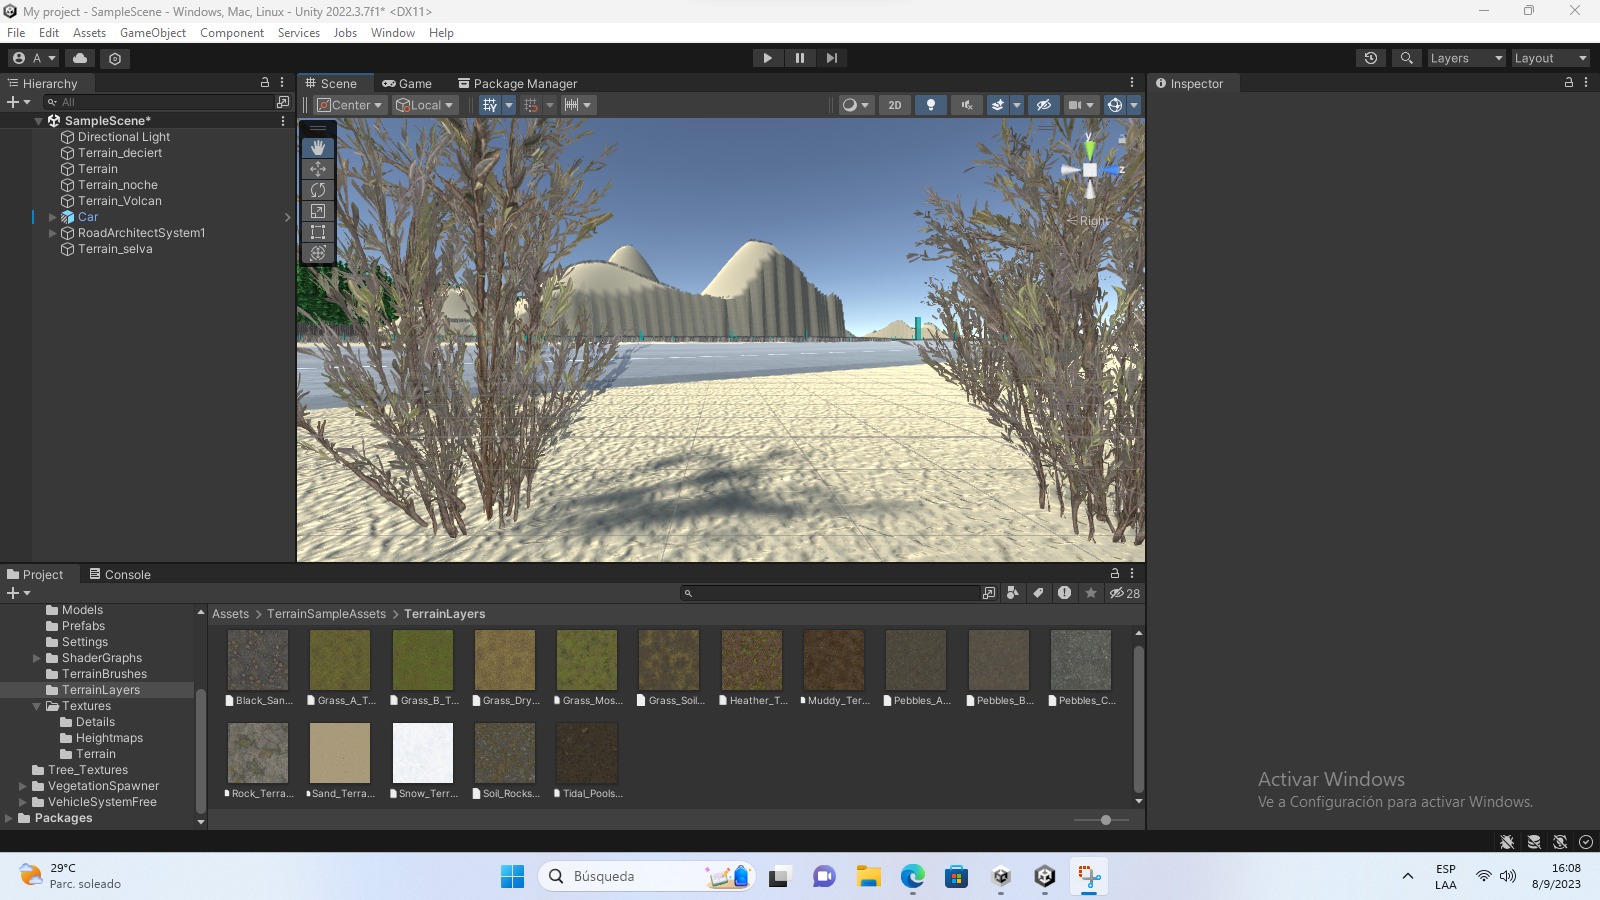 My project - SampleScene - Windows, Mac, Linux - Unity 2022.3.7f1* <DX11>
File Edit Assets GameObject Component Services Jobs Window Help
A Layers Layout
Hierarchy
All
SampleScene*
Directional Light
Terrain_deciert
Terrain
Terrain_noche
Terrain_Volcan
Car
RoadArchitectSystem1
Terrain_selva
Scene Game Package Manager
Center Local 2D
y
z
Right
Inspector
Project Console
28
Models
Prefabs
Settings
ShaderGraphs
TerrainBrushes
TerrainLayers
Textures
Details
Heightmaps
Terrain
Tree_Textures
VegetationSpawner
VehicleSystemFree
Packages
Assets > TerrainSampleAssets > TerrainLayers
Black_San... Grass_A_T... Grass_B_T... Grass_Dry... Grass_Mos... Grass_Soil... Heather_T... Muddy_Ter... Pebbles_A... Pebbles_B... Pebbles_C...
Rock_Terra... Sand_Terra... Snow_Terr... Soil_Rocks... Tidal_Pools...
Activar Windows
Ve a Configuración para activar Windows.
29°C
Parc. soleado
Búsqueda
ESP
LAA
16:08
8/9/2023